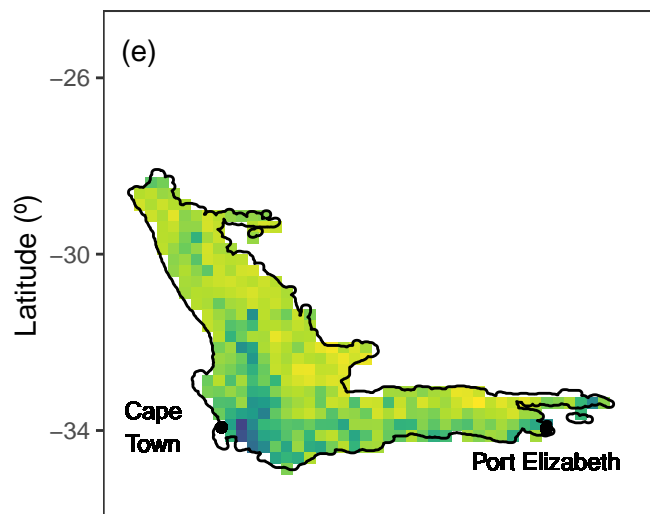 (e)
−26
−30
−34
Latitude (º)
Cape
Town
Port Elizabeth